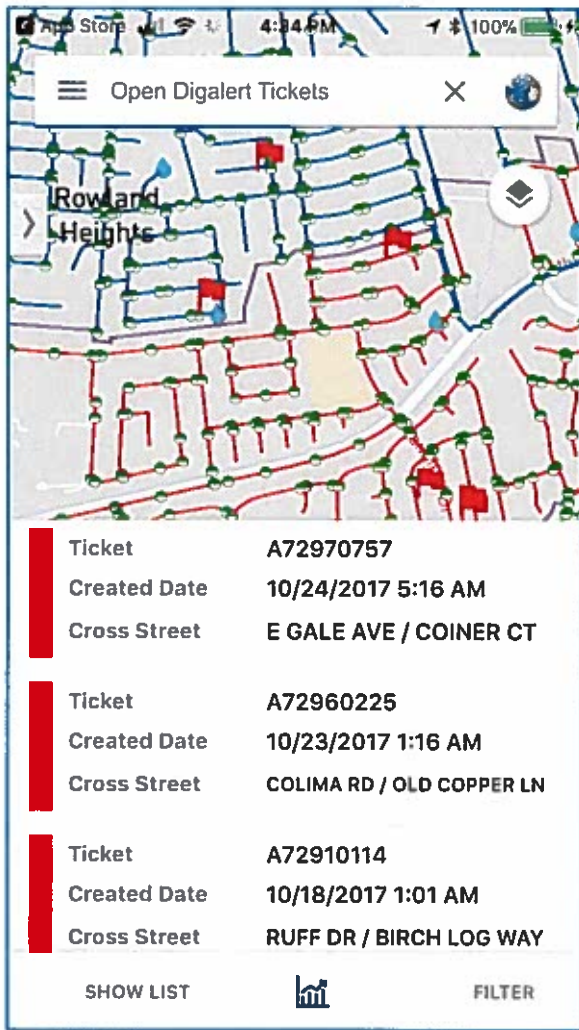 App Store 4:34 PM 100%
Open Digalert Tickets
Rowland
Heights
Ticket A72970757
Created Date 10/24/2017 5:16 AM
Cross Street E GALE AVE / COINER CT
Ticket A72960225
Created Date 10/23/2017 1:16 AM
Cross Street COLIMA RD / OLD COPPER LN
Ticket A72910114
Created Date 10/18/2017 1:01 AM
Cross Street RUFF DR / BIRCH LOG WAY
SHOW LIST FILTER